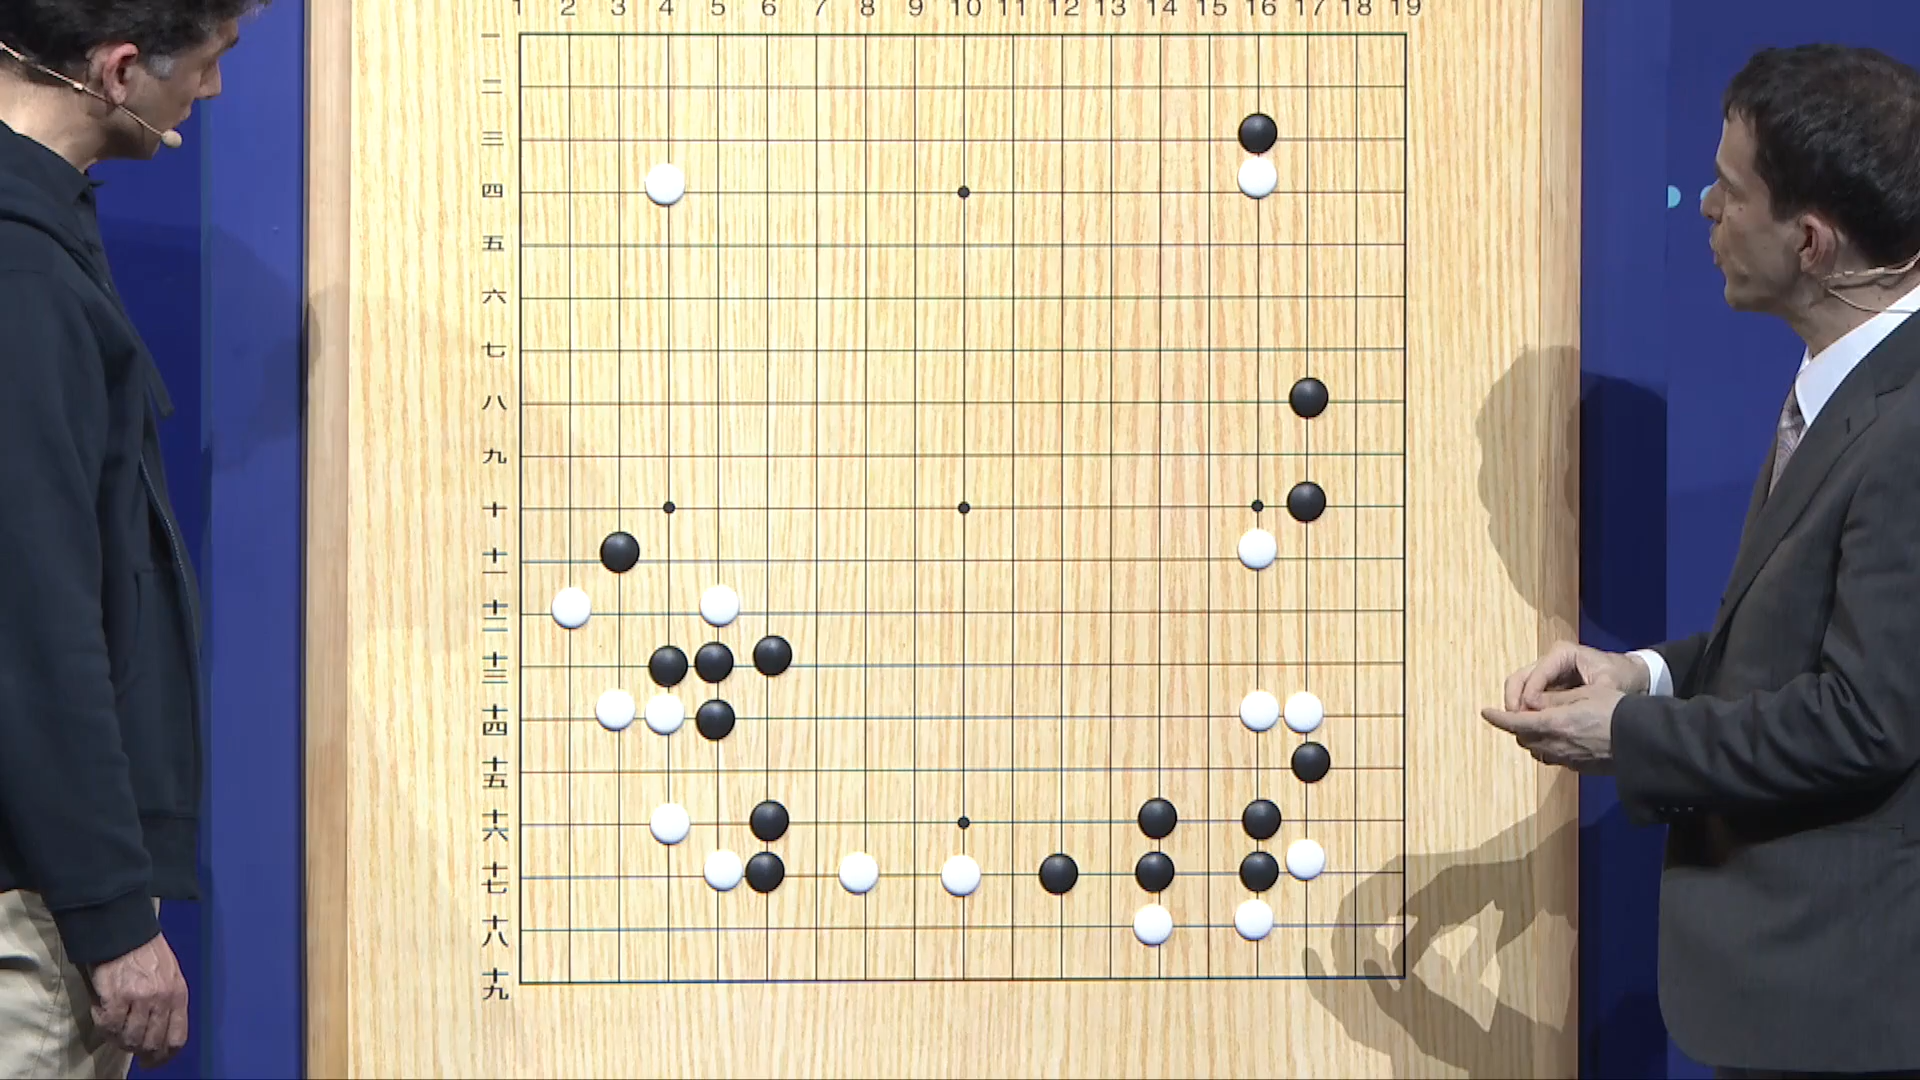 1 2 3 4 5 6 7 8 9 10 11 12 13 14 15 16 17 18 19
一
二
三
四
五
六
七
八
九
十
十一
十二
十三
十四
十五
十六
十七
十八
十九